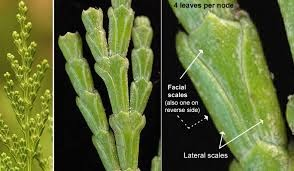 4 leaves per node
Facial
scales
(also one on
reverse side)
Lateral scales